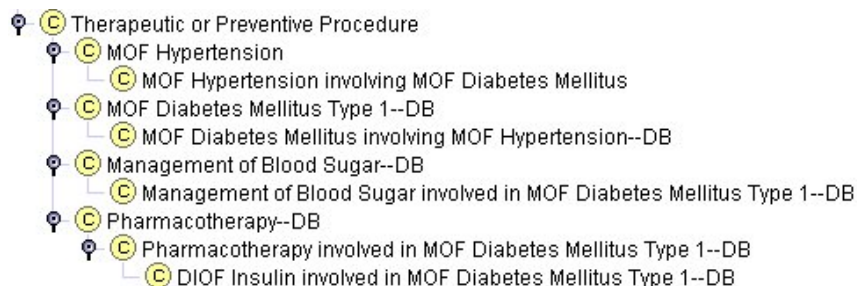 C Therapeutic or Preventive Procedure
C MOF Hypertension
C MOF Hypertension involving MOF Diabetes Mellitus
C MOF Diabetes Mellitus Type 1--DB
C MOF Diabetes Mellitus involving MOF Hypertension--DB
C Management of Blood Sugar--DB
C Management of Blood Sugar involved in MOF Diabetes Mellitus Type 1--DB
C Pharmacotherapy--DB
C Pharmacotherapy involved in MOF Diabetes Mellitus Type 1--DB
C DIOF Insulin involved in MOF Diabetes Mellitus Type 1--DB